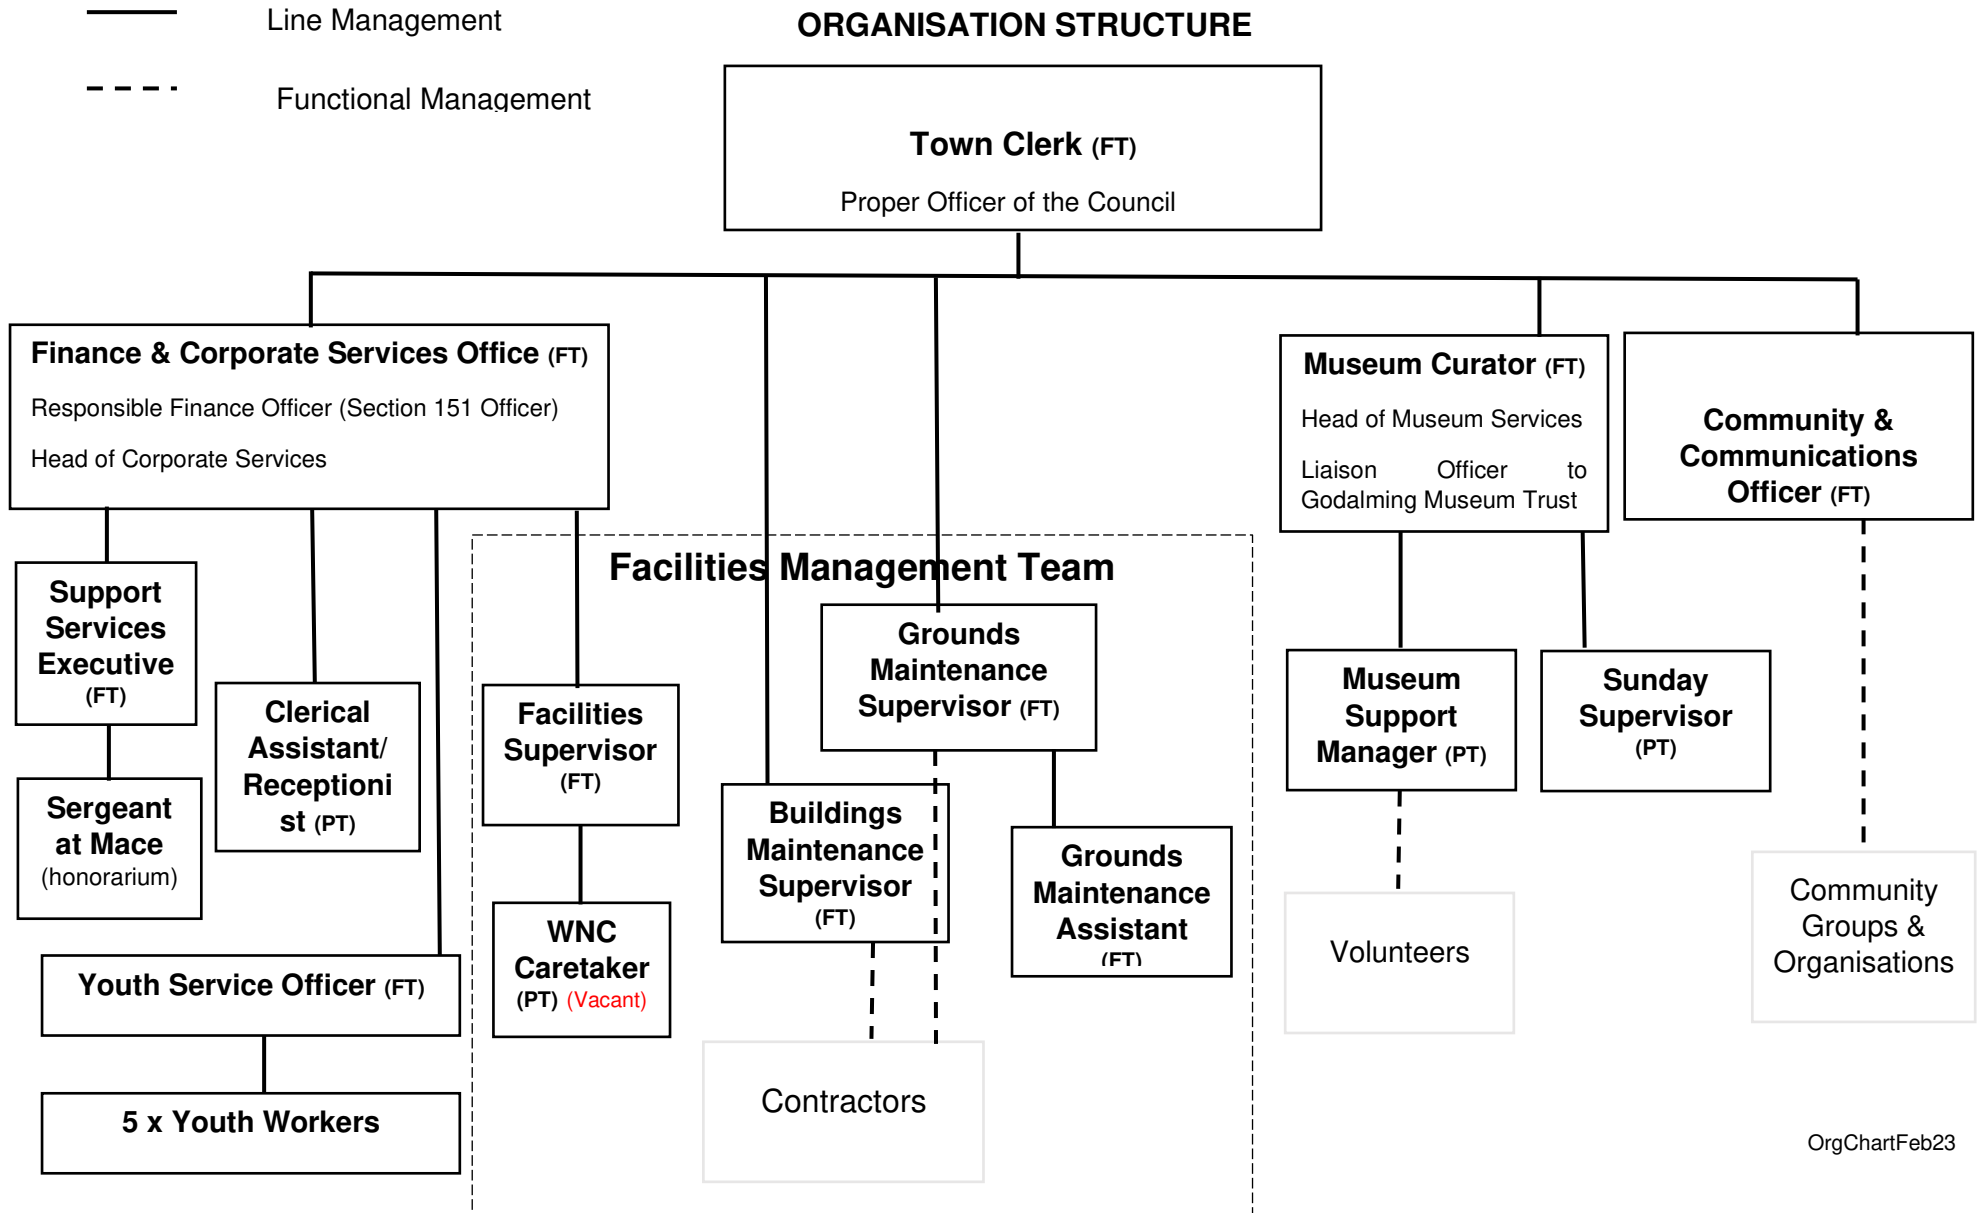 Line Management
ORGANISATION STRUCTURE
Functional Management
Town Clerk (FT)
Proper Officer of the Council
Finance & Corporate Services Office (FT)
Responsible Finance Officer (Section 151 Officer)
Head of Corporate Services
Museum Curator (FT)
Head of Museum Services
Liaison Officer to
Godalming Museum Trust
Community &
Communications
Officer (FT)
Facilities Management Team
Support
Services
Executive
(FT)
Sergeant
at Mace
(honorarium)
Clerical
Assistant/
Receptioni
st (PT)
Youth Service Officer (FT)
5 x Youth Workers
Facilities
Supervisor
(FT)
WNC
Caretaker
(PT) (Vacant)
Grounds
Maintenance
Supervisor (FT)
Buildings
Maintenance
Supervisor
(FT)
Grounds
Maintenance
Assistant
(FT)
Contractors
Museum
Support
Manager (PT)
Sunday
Supervisor
(PT)
Volunteers
Community
Groups &
Organisations
OrgChartFeb23